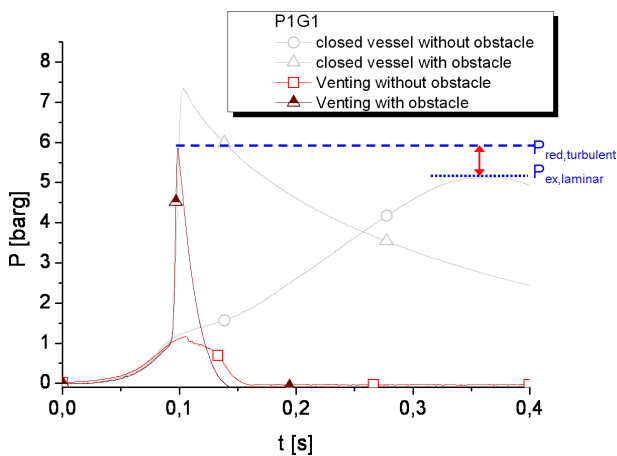 P1G1
closed vessel without obstacle
closed vessel with obstacle
Venting without obstacle
Venting with obstacle
8
7
6
5
4
3
2
1
0
P [barg]
P red,turbulent
P ex,laminar
0,0
0,1
0,2
0,3
0,4
t [s]